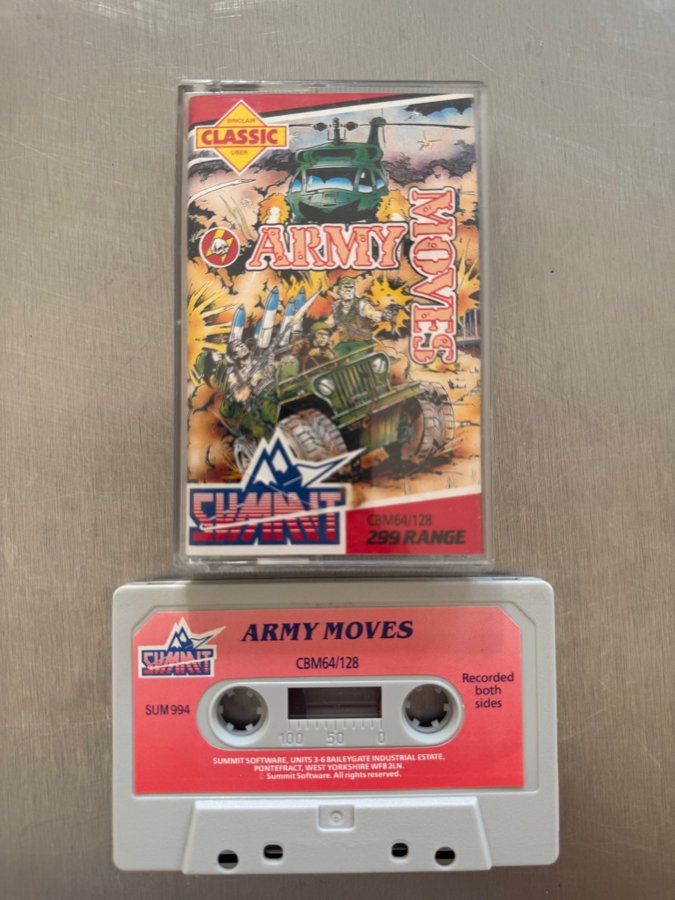 SINCLAIR
CLASSIC
USER
ARMY
MOVES
SUMMIT
CBM64/128
299 RANGE
SUMMIT
ARMY MOVES
CBM64/128
SUM 994
Recorded
both
sides
100 50 0
SUMMIT SOFTWARE, UNITS 3-6 BAILEYGATE INDUSTRIAL ESTATE,
PONTEFRACT, WEST YORKSHIRE WF8 2LN.
© Summit Software. All rights reserved.